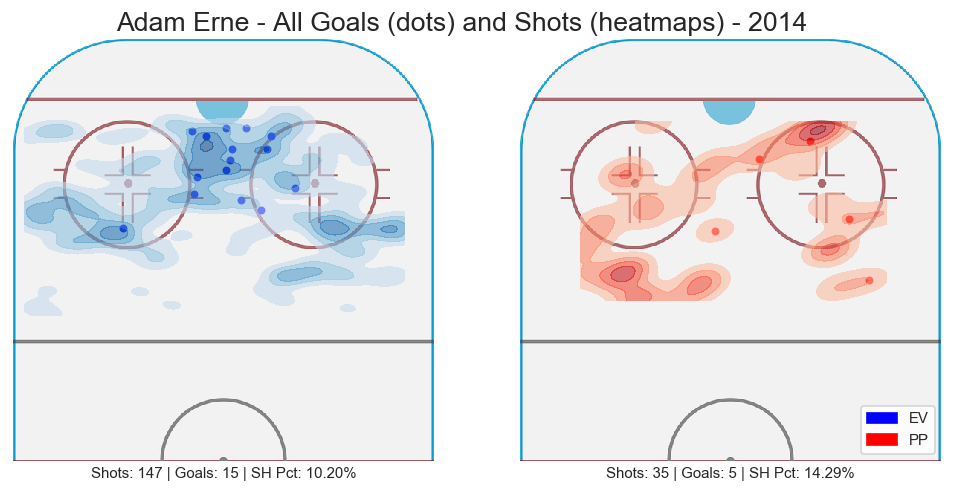 Adam Erne - All Goals (dots) and Shots (heatmaps) - 2014
EV
PP
Shots: 147 | Goals: 15 | SH Pct: 10.20%
Shots: 35 | Goals: 5 | SH Pct: 14.29%